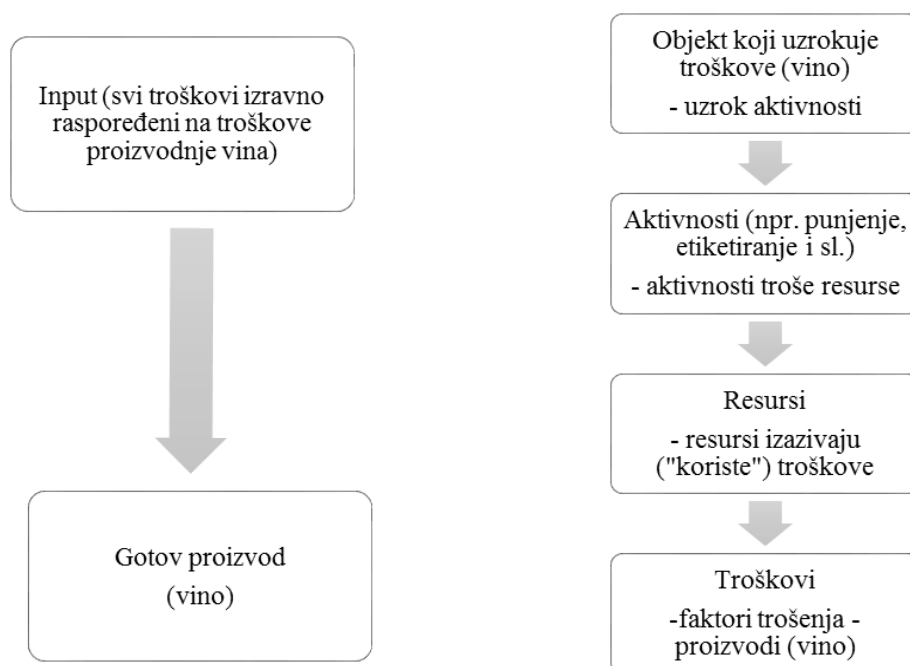 Input (svi troškovi izravno
raspoređeni na troškove
proizvodnje vina)
Gotov proizvod
(vino)
Objekt koji uzrokuje
troškove (vino)
- uzrok aktivnosti
Aktivnosti (npr. punjenje,
etiketiranje i sl.)
- aktivnosti troše resurse
Resursi
- resursi izazivaju
("koriste") troškove
Troškovi
-faktori trošenja -
proizvodi (vino)